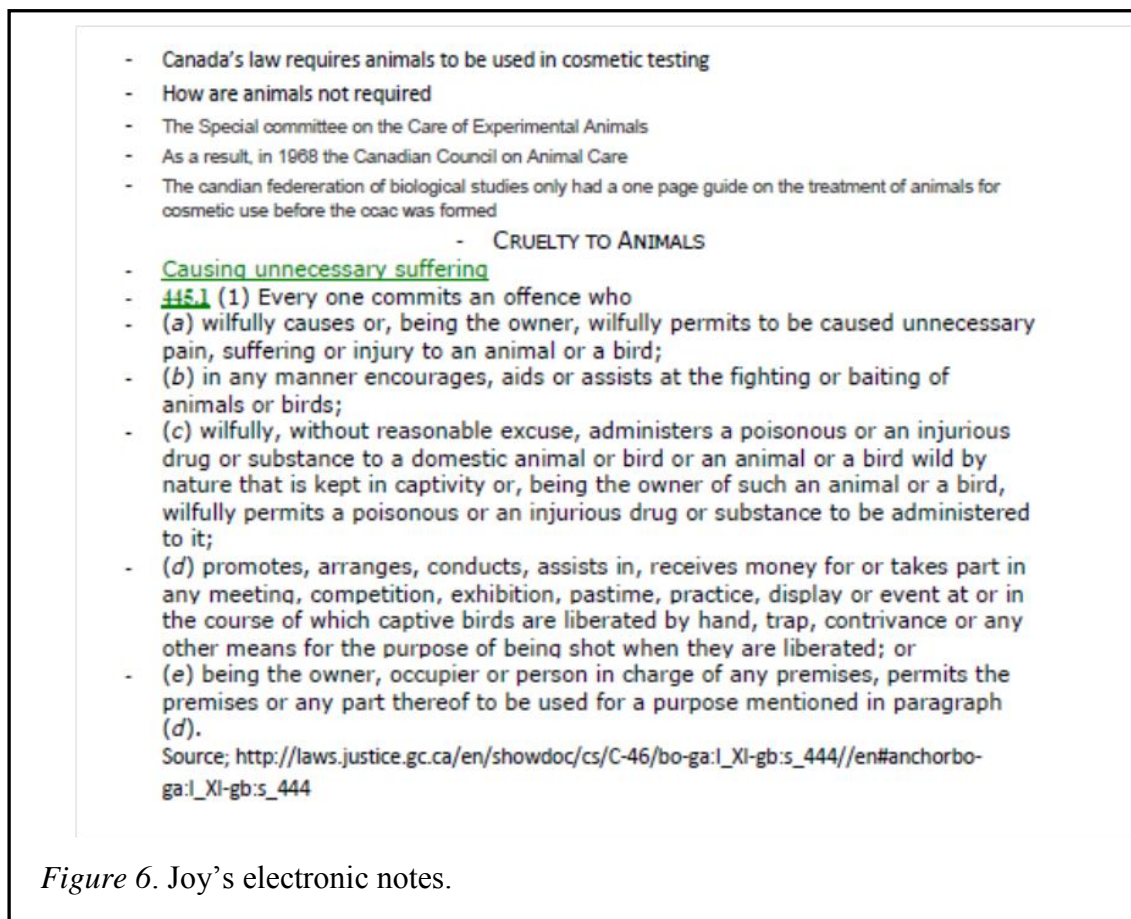 - Canada's law requires animals to be used in cosmetic testing
- How are animals not required
- The Special committee on the Care of Experimental Animals
- As a result, in 1968 the Canadian Council on Animal Care
- The candian federeration of biological studies only had a one page guide on the treatment of animals for
cosmetic use before the ccac was formed
- CRUELTY TO ANIMALS
- Causing unnecessary suffering
- 445.1 (1) Every one commits an offence who
- (a) wilfully causes or, being the owner, wilfully permits to be caused unnecessary
pain, suffering or injury to an animal or a bird;
- (b) in any manner encourages, aids or assists at the fighting or baiting of
animals or birds;
- (c) wilfully, without reasonable excuse, administers a poisonous or an injurious
drug or substance to a domestic animal or bird or an animal or a bird wild by
nature that is kept in captivity or, being the owner of such an animal or a bird,
wilfully permits a poisonous or an injurious drug or substance to be administered
to it;
- (d) promotes, arranges, conducts, assists in, receives money for or takes part in
any meeting, competition, exhibition, pastime, practice, display or event at or in
the course of which captive birds are liberated by hand, trap, contrivance or any
other means for the purpose of being shot when they are liberated; or
- (e) being the owner, occupier or person in charge of any premises, permits the
premises or any part thereof to be used for a purpose mentioned in paragraph
(d).
Source; http://laws.justice.gc.ca/en/showdoc/cs/C-46/bo-ga:l_XI-gb:s_444//en#anchorbo-
ga:l_XI-gb:s_444
Figure 6. Joy's electronic notes.